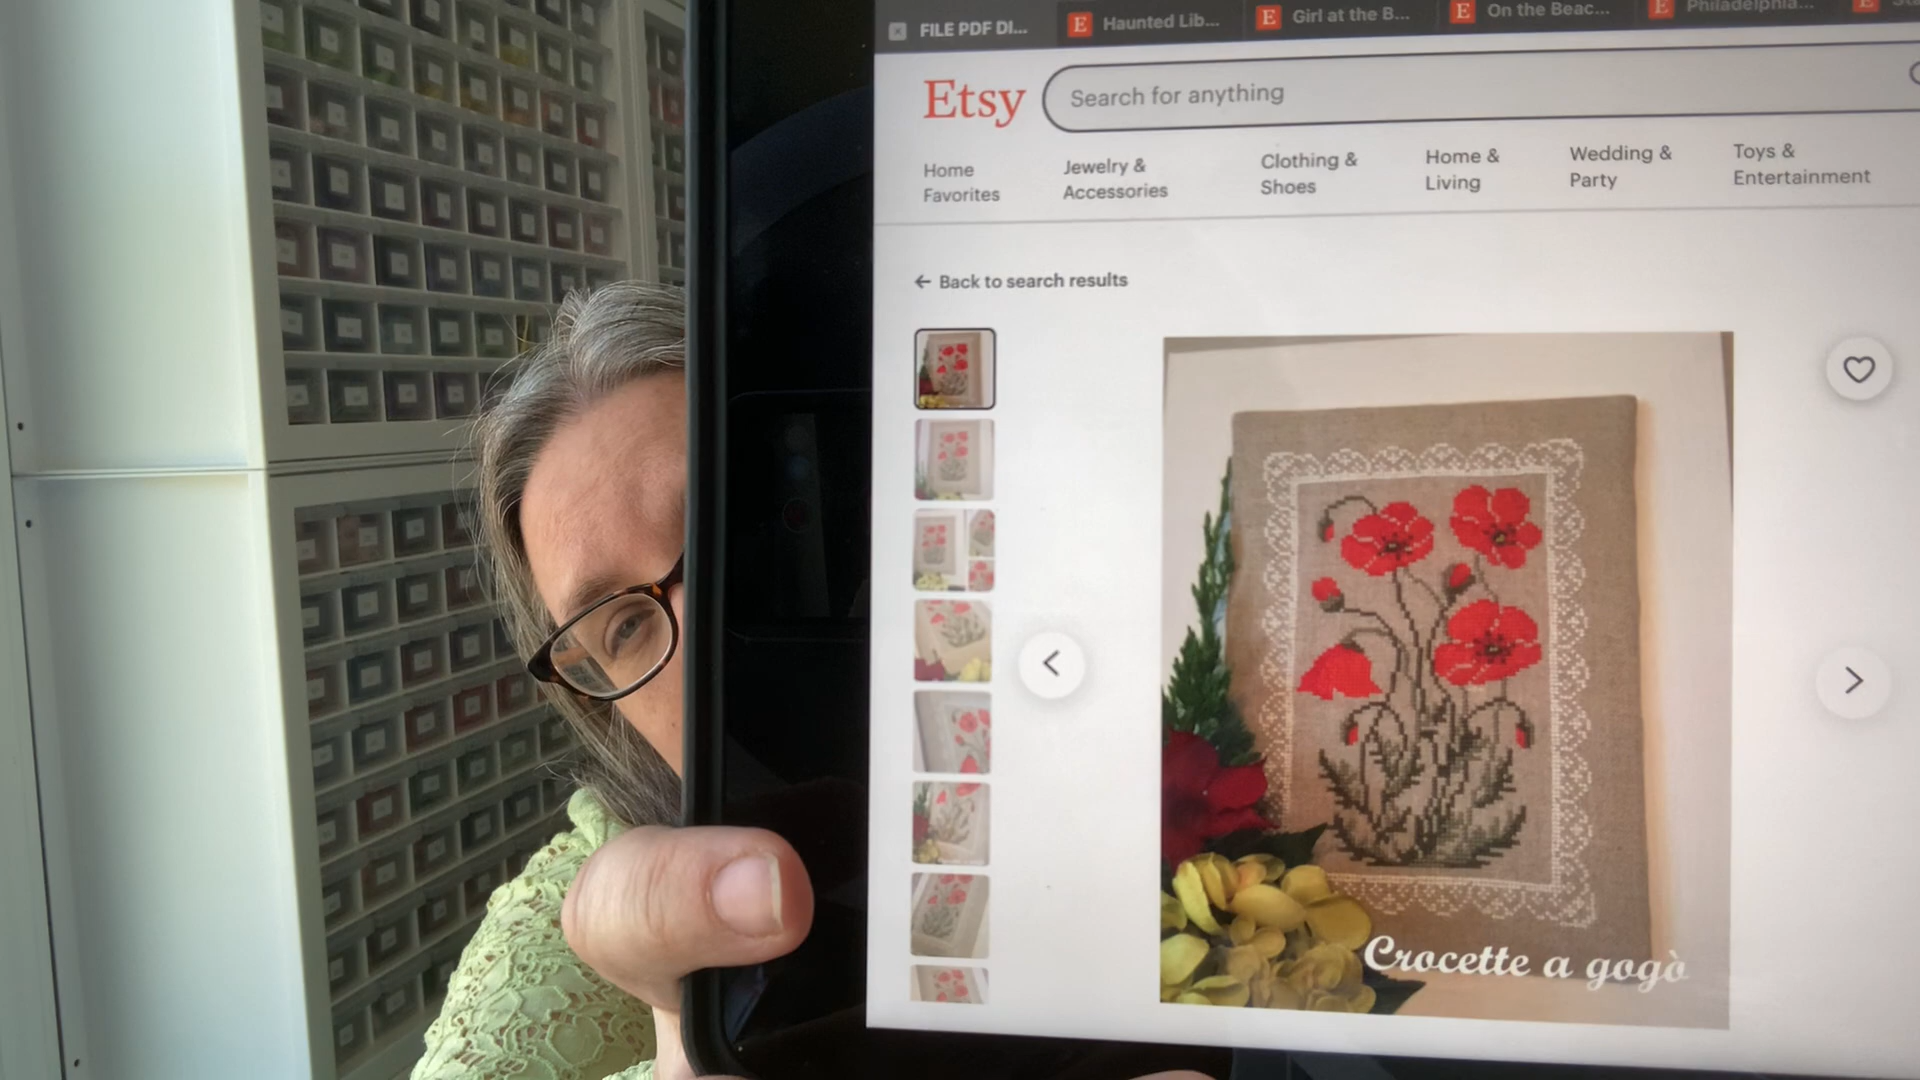 FILE PDF DI...
Haunted Lib...
Girl at the B...
On the Beac...
Philadelphia...
Etsy
Search for anything
Home
Favorites
Jewelry &
Accessories
Clothing &
Shoes
Home &
Living
Wedding &
Party
Toys &
Entertainment
← Back to search results
Crocette a gogò